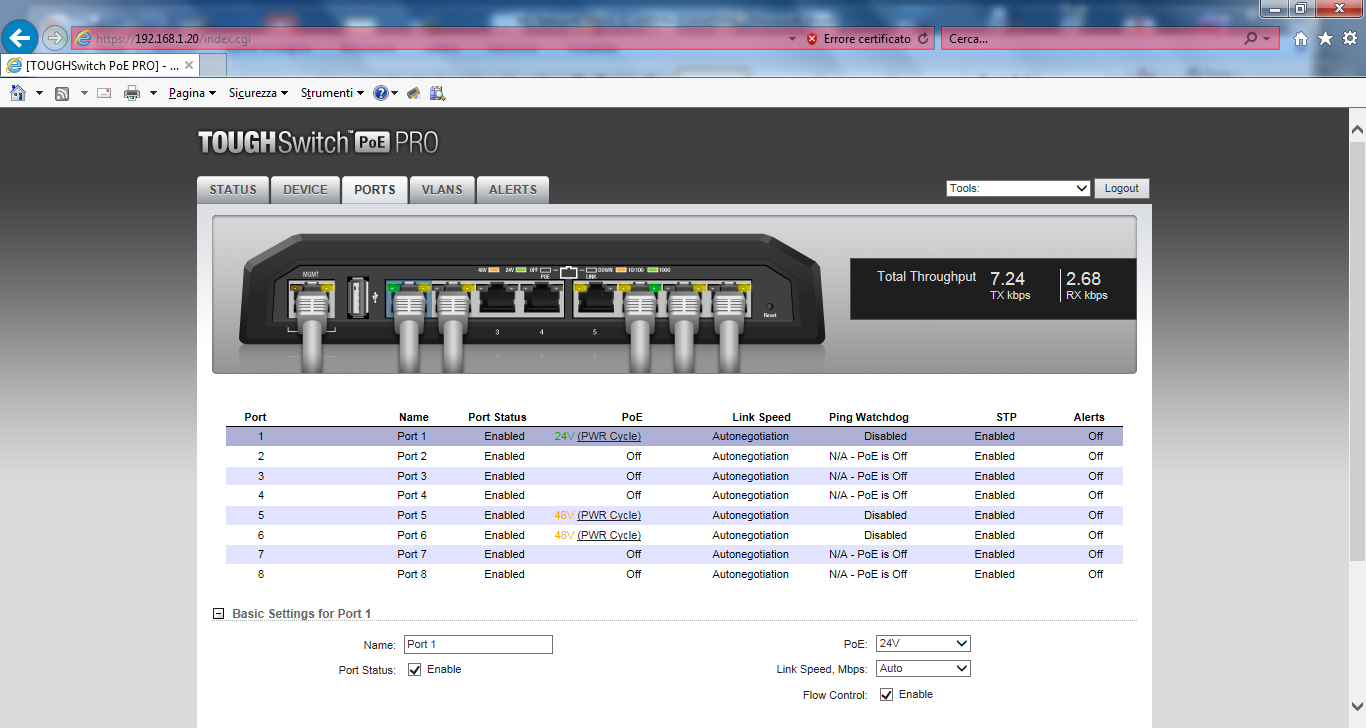 https://192.168.1.20/index.cgi
Errore certificato
Cerca...
[TOUGHSwitch PoE PRO] - ...
Pagina
Sicurezza
Strumenti
TOUGHSwitch™ PoE PRO
STATUS
DEVICE
PORTS
VLANS
ALERTS
Tools:
Logout
MGMT
48V 24V OFF DOWN 10/100 1000
POE LINK
3
4
5
Reset
Total Throughput
7.24
TX kbps
2.68
RX kbps
Port Name Port Status PoE Link Speed Ping Watchdog STP Alerts
1 Port 1 Enabled 24V (PWR Cycle) Autonegotiation Disabled Enabled Off
2 Port 2 Enabled Off Autonegotiation N/A - PoE is Off Enabled Off
3 Port 3 Enabled Off Autonegotiation N/A - PoE is Off Enabled Off
4 Port 4 Enabled Off Autonegotiation N/A - PoE is Off Enabled Off
5 Port 5 Enabled 48V (PWR Cycle) Autonegotiation Disabled Enabled Off
6 Port 6 Enabled 48V (PWR Cycle) Autonegotiation Disabled Enabled Off
7 Port 7 Enabled Off Autonegotiation N/A - PoE is Off Enabled Off
8 Port 8 Enabled Off Autonegotiation N/A - PoE is Off Enabled Off
Basic Settings for Port 1
Name: Port 1
PoE: 24V
Port Status: Enable
Link Speed, Mbps: Auto
Flow Control: Enable